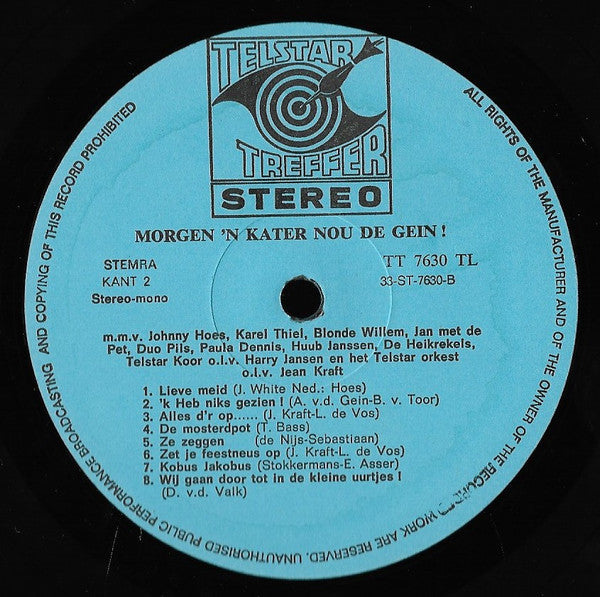 TELSTAR
TREFFER
STEREO
MORGEN 'N KATER NOU DE GEIN !
STEMRA
KANT 2
Stereo-mono
TT 7630 TL
33-ST-7630-B
m.m.v. Johnny Hoes, Karel Thiel, Blonde Willem, Jan met de
Pet, Duo Pils, Paula Dennis, Huub Janssen, De Heikrekels,
Telstar Koor o.l.v. Harry Jansen en het Telstar orkest
o.l.v. Jean Kraft
1. Lieve meid (J. White Ned.: Hoes)
2. 'k Heb niks gezien ! (A. v.d. Gein-B. v. Toor)
3. Alles d'r op...... (J. Kraft-L. de Vos)
4. De mosterdpot (T. Bass)
5. Ze zeggen (de Nijs-Sebastiaan)
6. Zet je feestneus op (J. Kraft-L. de Vos)
7. Kobus Jakobus (Stokkermans-E. Asser)
8. Wij gaan door tot in de kleine uurtjes !
(D. v.d. Valk)
ALL RIGHTS OF THE MANUFACTURER AND OF THE OWNER OF THE RECORDED WORK ARE RESERVED. UNAUTHORISED PUBLIC PERFORMANCE BROADCASTING AND COPYING OF THIS RECORD PROHIBITED